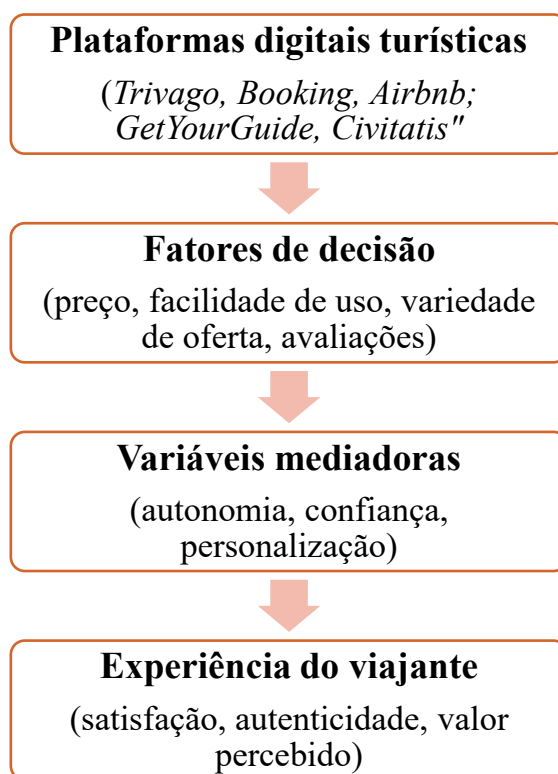 Plataformas digitais turísticas
(Trivago, Booking, Airbnb;
GetYourGuide, Civitatis"
Fatores de decisão
(preço, facilidade de uso, variedade
de oferta, avaliações)
Variáveis mediadoras
(autonomia, confiança,
personalização)
Experiência do viajante
(satisfação, autenticidade, valor
percebido)